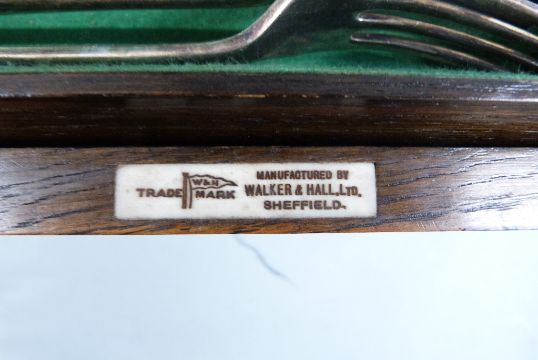 W&H
TRADE MARK
MANUFACTURED BY
WALKER & HALL, LTD.
SHEFFIELD.